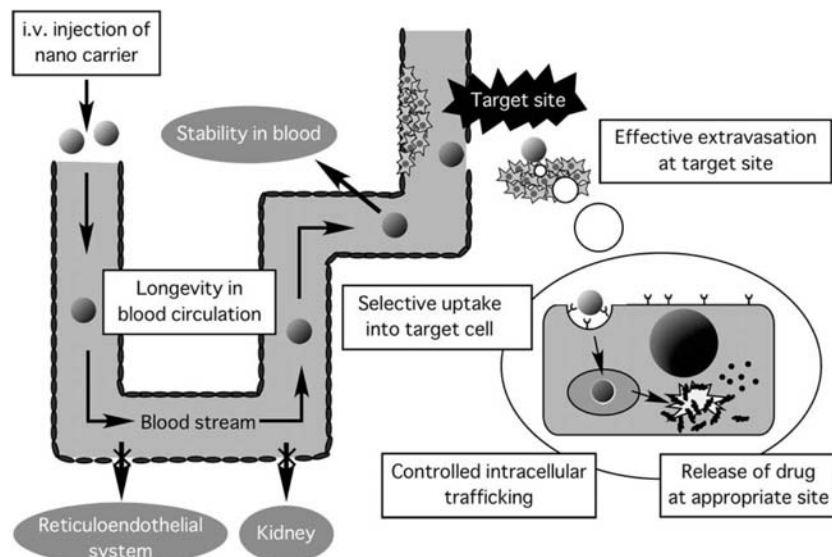 i.v. injection of
nano carrier
Stability in blood
Target site
Effective extravasation
at target site
Longevity in
blood circulation
Selective uptake
into target cell
Blood stream
Controlled intracellular
trafficking
Release of drug
at appropriate site
Reticuloendothelial
system
Kidney